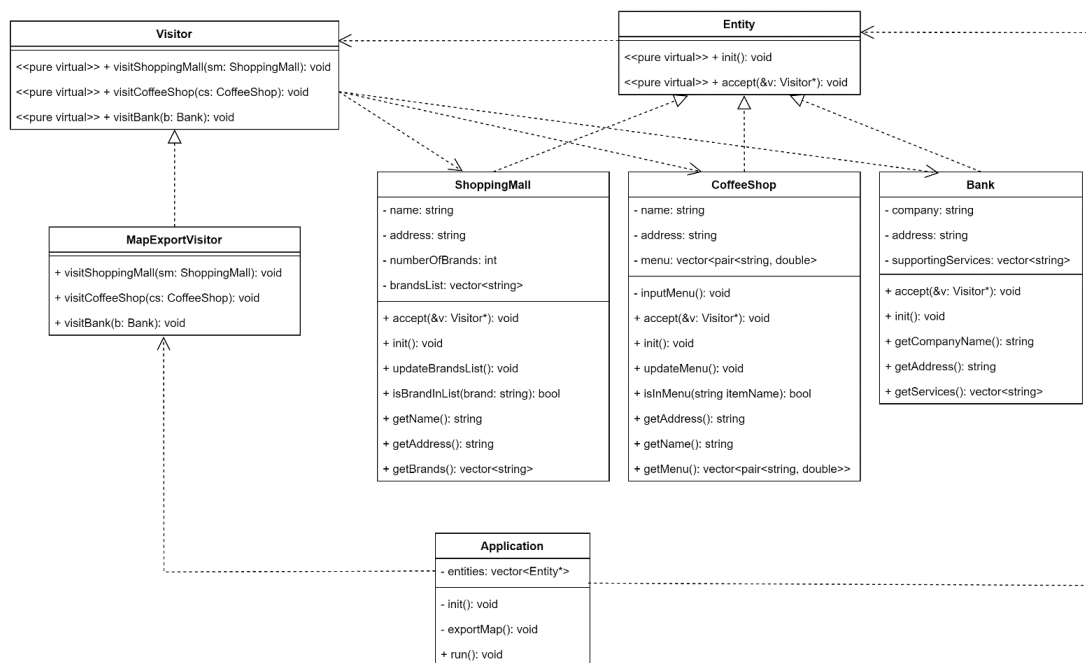 Visitor
<<pure virtual>> + visitShoppingMall(sm: ShoppingMall): void
<<pure virtual>> + visitCoffeeShop(cs: CoffeeShop): void
<<pure virtual>> + visitBank(b: Bank): void
Entity
<<pure virtual>> + init(): void
<<pure virtual>> + accept(&v: Visitor*): void
MapExportVisitor
+ visitShoppingMall(sm: ShoppingMall): void
+ visitCoffeeShop(cs: CoffeeShop): void
+ visitBank(b: Bank): void
ShoppingMall
- name: string
- address: string
- numberOfBrands: int
- brandsList: vector<string>
+ accept(&v: Visitor*): void
+ init(): void
+ updateBrandsList(): void
+ isBrandInList(brand: string): bool
+ getName(): string
+ getAddress(): string
+ getBrands(): vector<string>
CoffeeShop
- name: string
- address: string
- menu: vector<pair<string, double>
- inputMenu(): void
+ accept(&v: Visitor*): void
+ init(): void
+ updateMenu(): void
+ isInMenu(string itemName): bool
+ getAddress(): string
+ getName(): string
+ getMenu(): vector<pair<string, double>>
Bank
- company: string
- address: string
- supportingServices: vector<string>
+ accept(&v: Visitor*): void
+ init(): void
+ getCompanyName(): string
+ getAddress(): string
+ getServices(): vector<string>
Application
- entities: vector<Entity*>
- init(): void
- exportMap(): void
+ run(): void